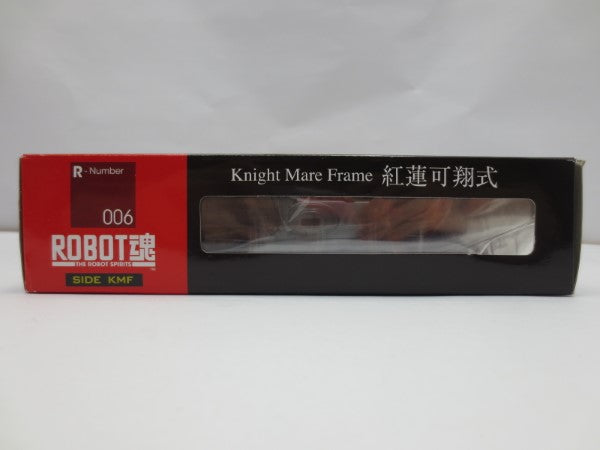 R-Number
006
ROBOT魂
THE ROBOT SPIRITS
TM
SIDE KMF
Knight Mare Frame 紅蓮可翔式